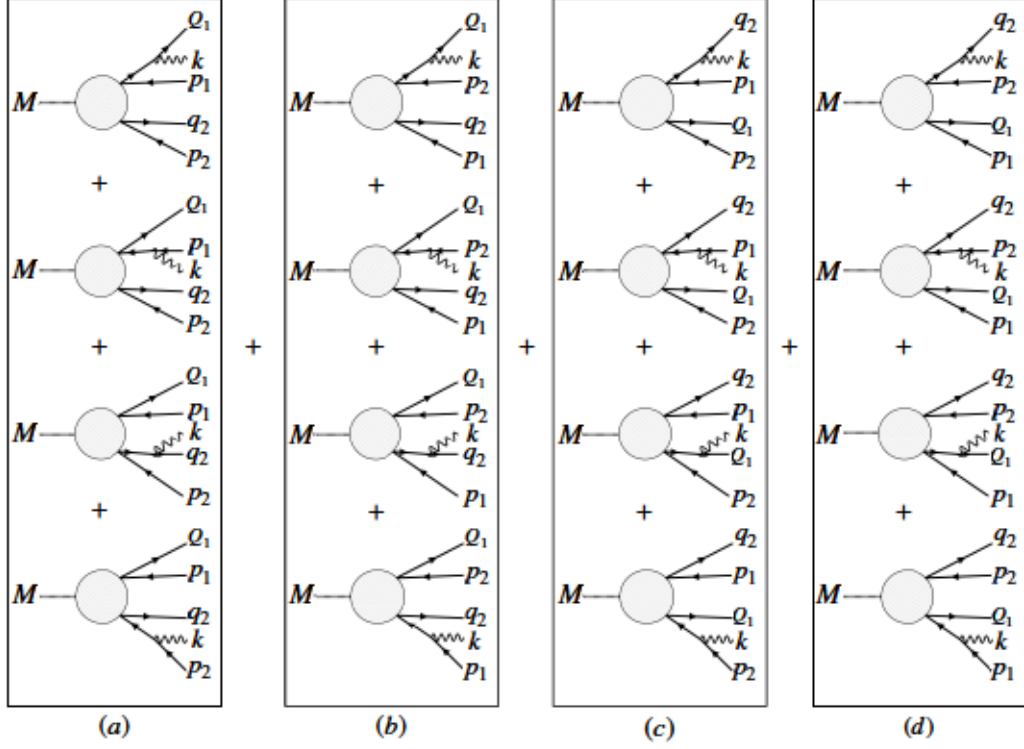 Q₁
k
p₁
M
q₂
p₂
+
Q₁
p₁
M
k
q₂
p₂
+
Q₁
p₁
M
k
q₂
p₂
+
Q₁
p₁
M
q₂
k
p₂
(a)
+
Q₁
k
p₂
M
q₂
p₁
+
Q₁
p₂
M
k
q₂
p₁
+
Q₁
p₂
M
k
q₂
p₁
+
Q₁
p₂
M
q₂
k
p₁
(b)
+
q₂
k
p₁
M
Q₁
p₂
+
q₂
p₁
M
k
Q₁
p₂
+
q₂
p₁
M
k
Q₁
p₂
+
q₂
p₁
M
Q₁
k
p₂
(c)
+
q₂
k
p₂
M
Q₁
p₁
+
q₂
p₂
M
k
Q₁
p₁
+
q₂
p₂
M
k
Q₁
p₁
+
q₂
p₂
M
Q₁
k
p₁
(d)